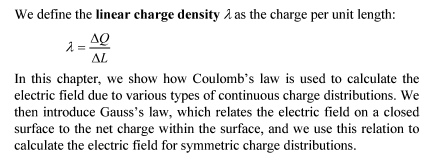 We define the linear charge density λ as the charge per unit length:
λ = ΔQ/ΔL
In this chapter, we show how Coulomb's law is used to calculate the
electric field due to various types of continuous charge distributions. We
then introduce Gauss's law, which relates the electric field on a closed
surface to the net charge within the surface, and we use this relation to
calculate the electric field for symmetric charge distributions.